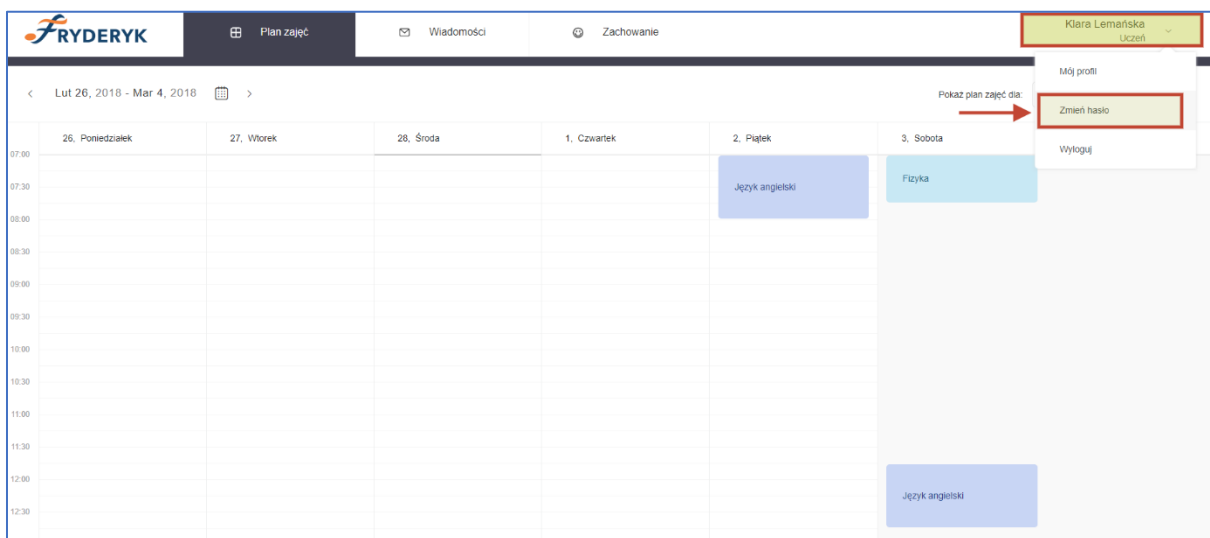 FRYDERYK
Plan zajęć
Wiadomości
Zachowanie
Klara Lemańska
Uczeń
Mój profil
Zmień hasło
Wyloguj
Lut 26, 2018 - Mar 4, 2018
Pokaż plan zajęć dla:
26, Poniedziałek
27, Wtorek
28, Środa
1, Czwartek
2, Piątek
3, Sobota
07:00
07:30
08:00
08:30
09:00
09:30
10:00
10:30
11:00
11:30
12:00
12:30
Język angielski
Fizyka
Język angielski